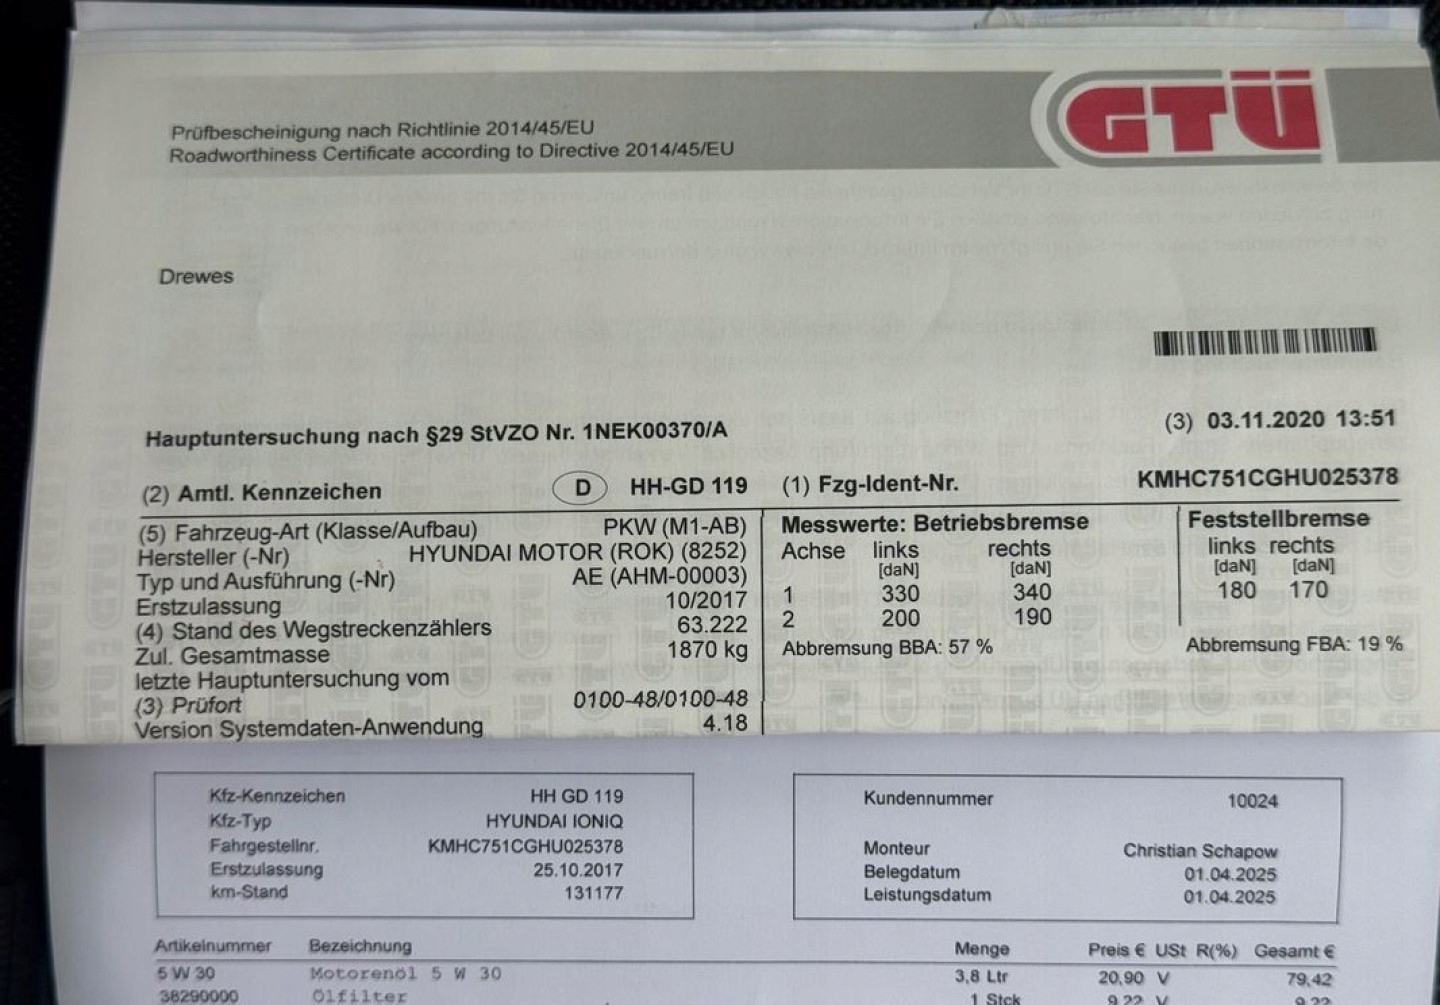 GTÜ
Prüfbescheinigung nach Richtlinie 2014/45/EU
Roadworthiness Certificate according to Directive 2014/45/EU
Drewes
(3) 03.11.2020 13:51
Hauptuntersuchung nach §29 StVZO Nr. 1NEK00370/A
(2) Amtl. Kennzeichen D HH-GD 119 (1) Fzg-Ident-Nr. KMHC751CGHU025378
(5) Fahrzeug-Art (Klasse/Aufbau) PKW (M1-AB)
Hersteller (-Nr) HYUNDAI MOTOR (ROK) (8252)
Typ und Ausführung (-Nr) AE (AHM-00003)
Erstzulassung 10/2017
(4) Stand des Wegstreckenzählers 63.222
Zul. Gesamtmasse 1870 kg
letzte Hauptuntersuchung vom
(3) Prüfort 0100-48/0100-48
Version Systemdaten-Anwendung 4.18
Messwerte: Betriebsbremse
Achse links rechts
[daN] [daN]
1 330 340
2 200 190
Abbremsung BBA: 57 %
Feststellbremse
links rechts
[daN] [daN]
180 170
Abbremsung FBA: 19 %
Kfz-Kennzeichen HH GD 119
Kfz-Typ HYUNDAI IONIQ
Fahrgestellnr. KMHC751CGHU025378
Erstzulassung 25.10.2017
km-Stand 131177
Kundennummer 10024
Monteur Christian Schapow
Belegdatum 01.04.2025
Leistungsdatum 01.04.2025
Artikelnummer Bezeichnung Menge Preis € USt R(%) Gesamt €
5 W 30 Motorenöl 5 W 30 3,8 Ltr 20,90 V 79,42
38290000 Ölfilter 1 Stck 9,22 V 9,22